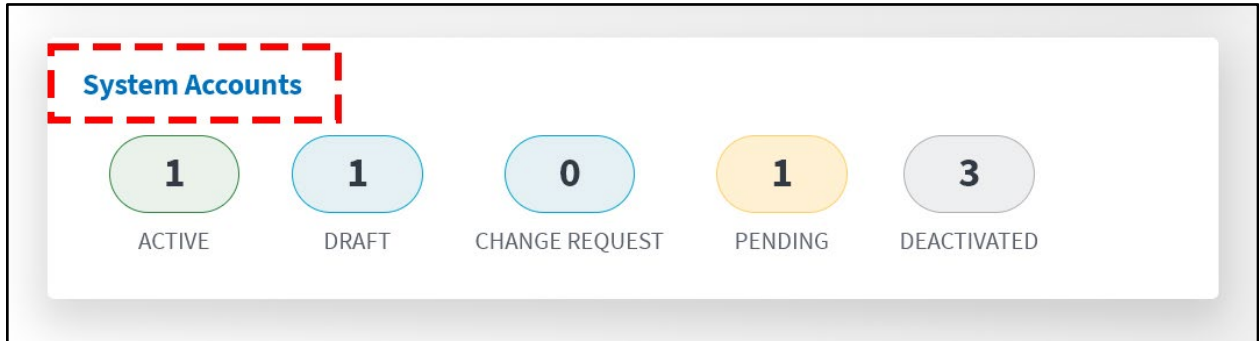 System Accounts
1 1 0 1 3
ACTIVE DRAFT CHANGE REQUEST PENDING DEACTIVATED